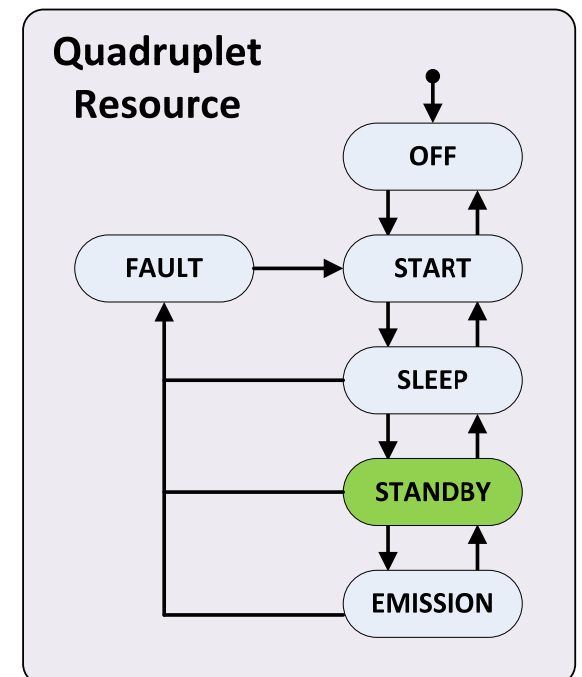 Quadruplet
Resource
OFF
FAULT
START
SLEEP
STANDBY
EMISSION